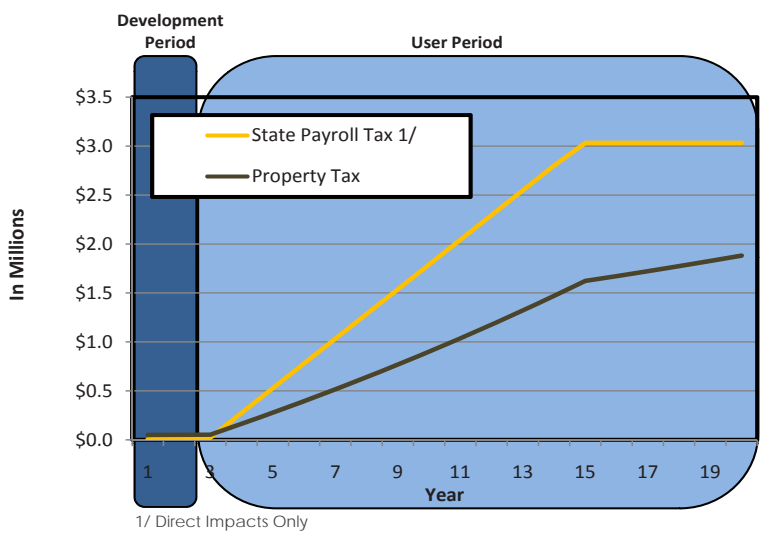 Development
Period
User Period
$3.5
$3.0
$2.5
$2.0
$1.5
$1.0
$0.5
$0.0
In Millions
State Payroll Tax 1/
Property Tax
1 3 5 7 9 11 13 15 17 19
Year
1/ Direct Impacts Only